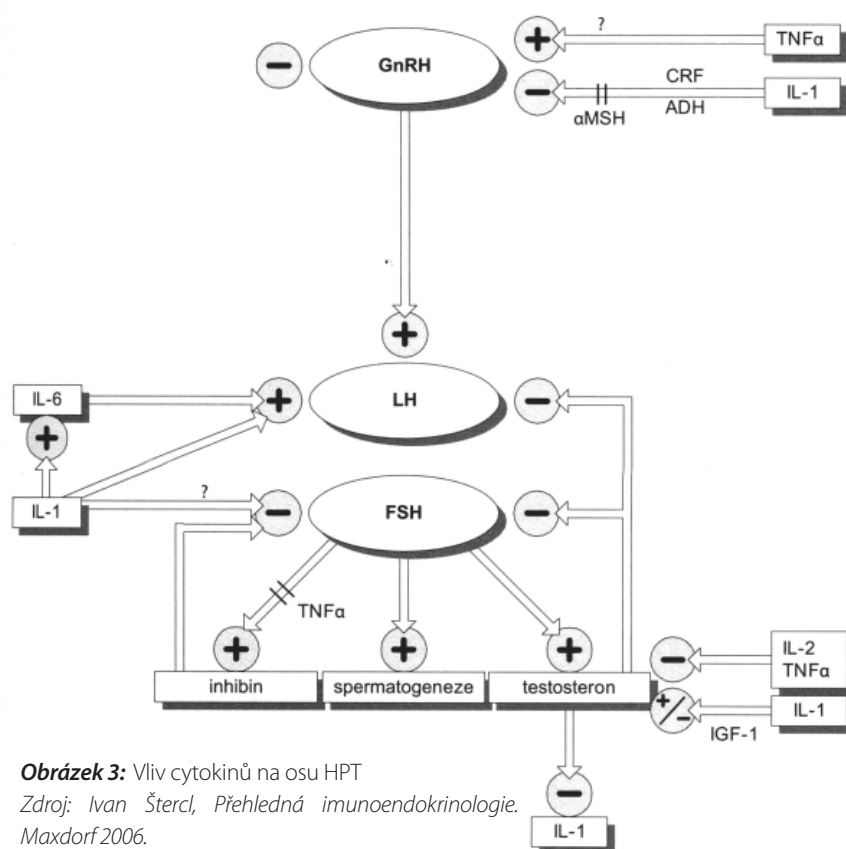 ?
TNFα
GnRH
CRF
IL-1
αMSH
ADH
IL-6
LH
IL-1
?
FSH
TNFα
IL-2
TNFα
inhibin
spermatogeneze
testosteron
IL-1
IGF-1
Obrázek 3: Vliv cytokinů na osu HPT
Zdroj: Ivan Štercl, Přehledná imunoendokrinologie.
Maxdorf 2006.
IL-1